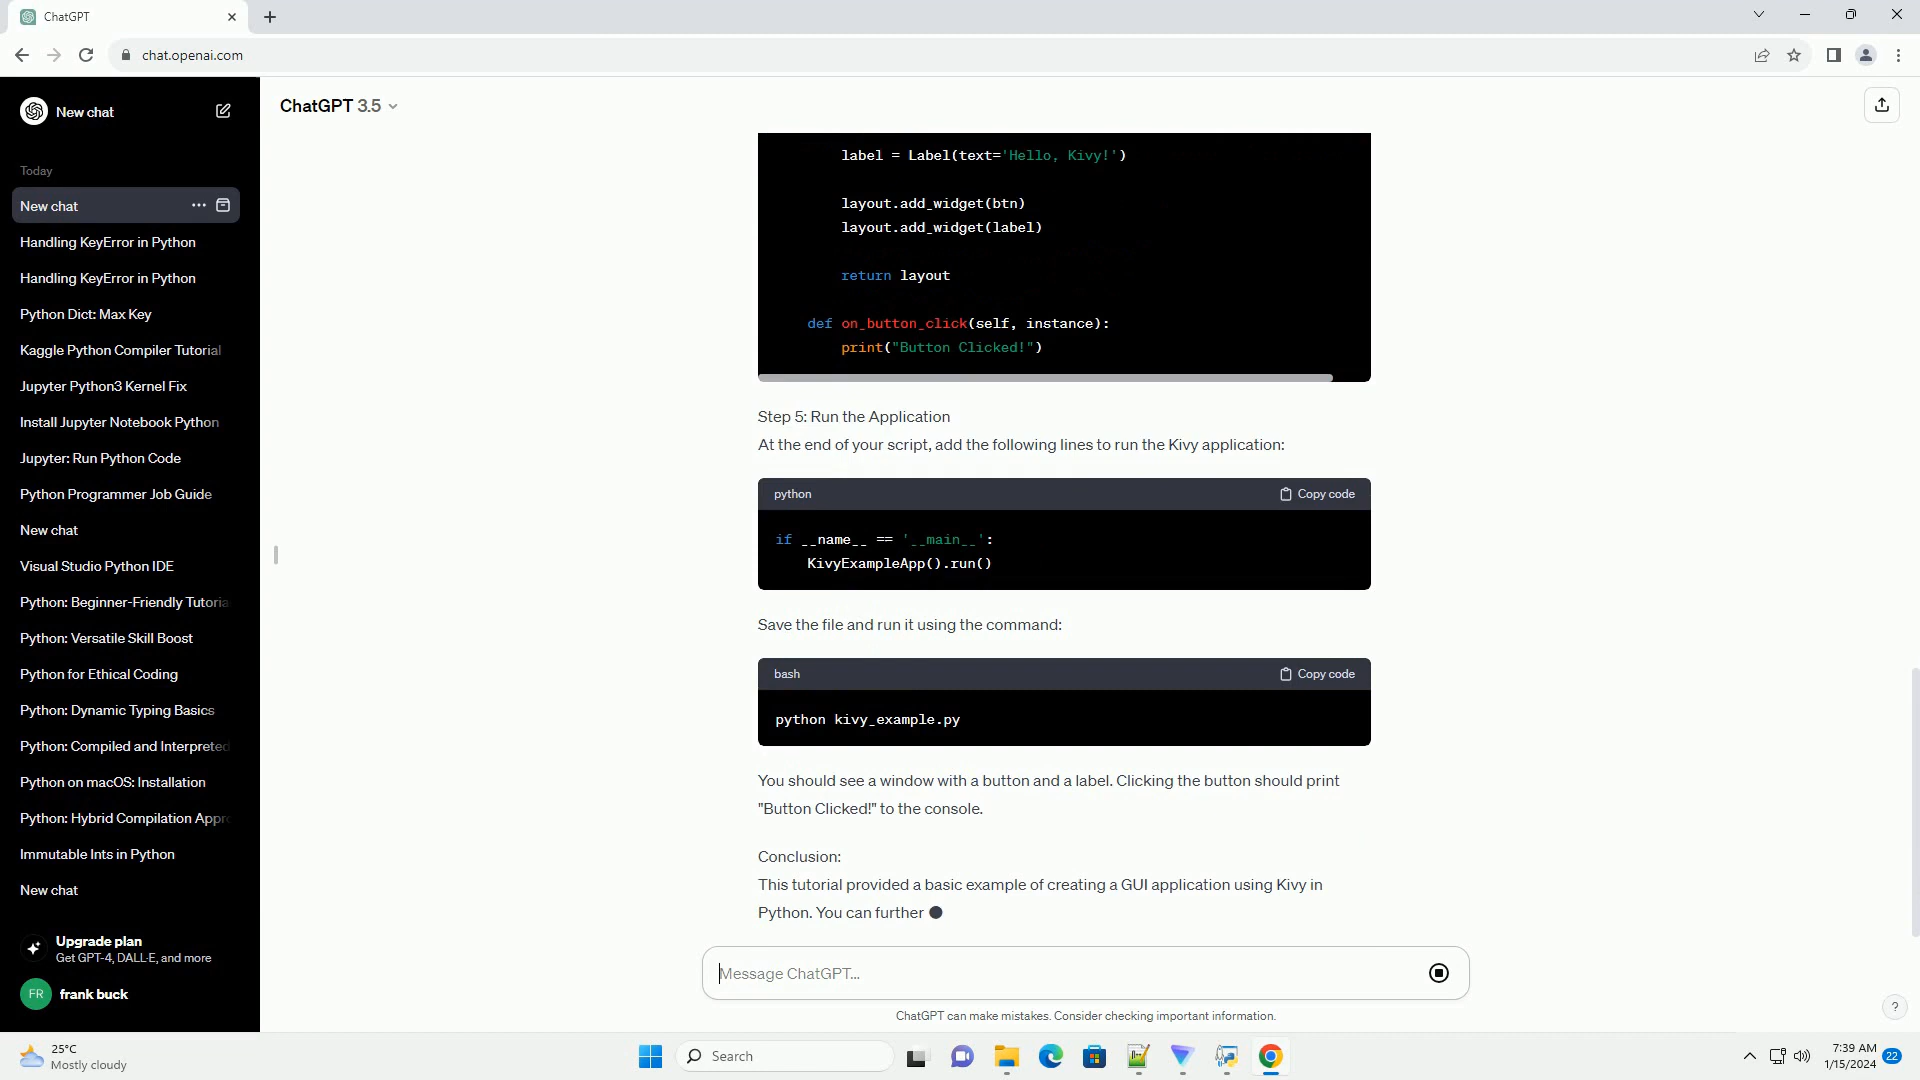 ChatGPT
chat.openai.com
New chat
Today
New chat
Handling KeyError in Python
Handling KeyError in Python
Python Dict: Max Key
Kaggle Python Compiler Tutorial
Jupyter Python3 Kernel Fix
Install Jupyter Notebook Python
Jupyter: Run Python Code
Python Programmer Job Guide
New chat
Visual Studio Python IDE
Python: Beginner-Friendly Tutoria
Python: Versatile Skill Boost
Python for Ethical Coding
Python: Dynamic Typing Basics
Python: Compiled and Interpreted
Python on macOS: Installation
Python: Hybrid Compilation Appro
Immutable Ints in Python
New chat
Upgrade plan
Get GPT-4, DALL·E, and more
FR
frank buck
ChatGPT 3.5
label = Label(text='Hello, Kivy!')
layout.add_widget(btn)
layout.add_widget(label)
return layout
def on_button_click(self, instance):
print("Button Clicked!")
Step 5: Run the Application
At the end of your script, add the following lines to run the Kivy application:
python Copy code
if __name__ == '__main__':
KivyExampleApp().run()
Save the file and run it using the command:
bash Copy code
python kivy_example.py
You should see a window with a button and a label. Clicking the button should print
"Button Clicked!" to the console.
Conclusion:
This tutorial provided a basic example of creating a GUI application using Kivy in
Python. You can further
Message ChatGPT...
ChatGPT can make mistakes. Consider checking important information.
?
25°C
Mostly cloudy
Search
7:39 AM
1/15/2024
22